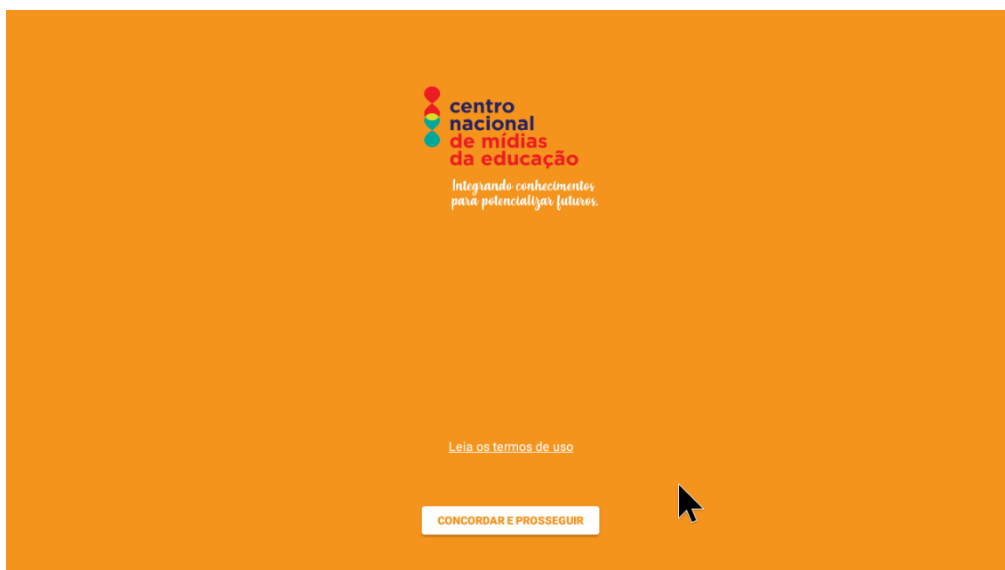 centro
nacional
de mídias
da educação
Integrando conhecimentos
para potencializar futuros.
Leia os termos de uso
CONCORDAR E PROSSEGUIR